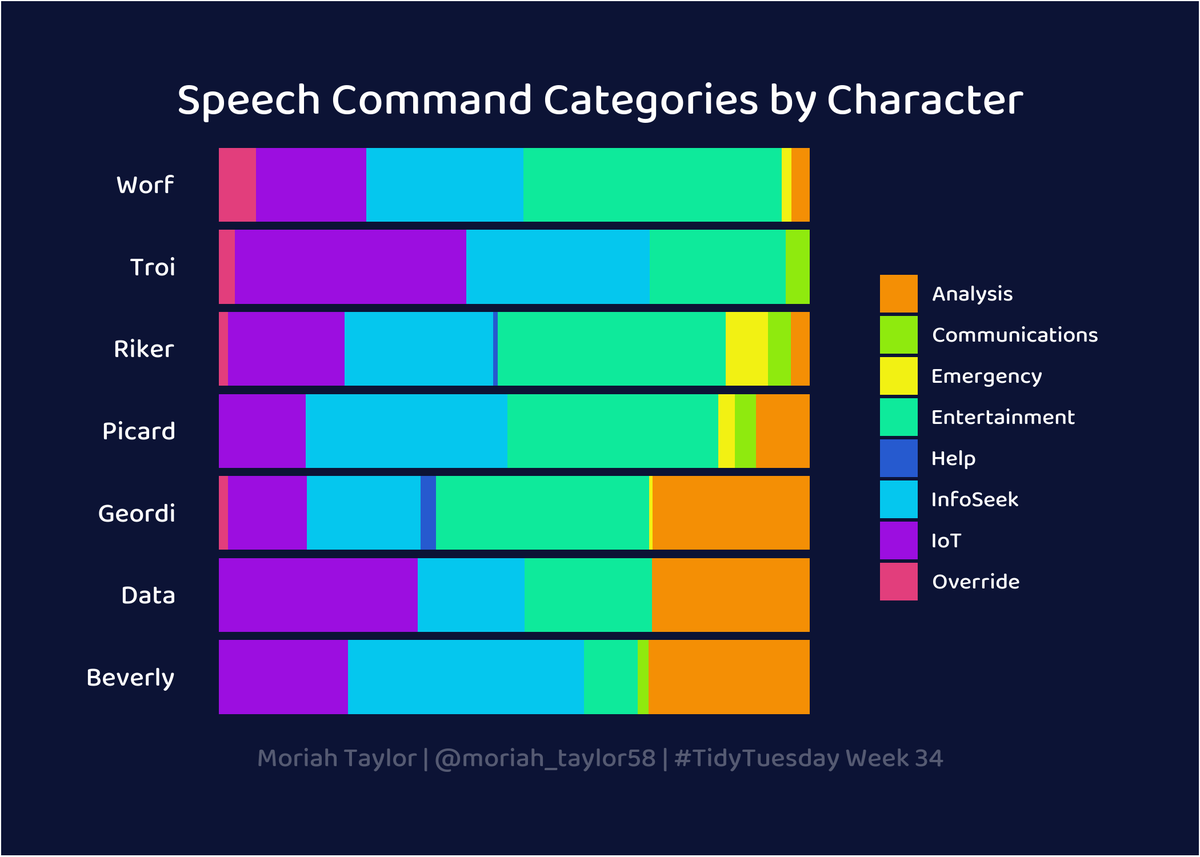 Speech Command Categories by Character
Worf
Troi
Riker
Picard
Geordi
Data
Beverly
Analysis
Communications
Emergency
Entertainment
Help
InfoSeek
IoT
Override
Moriah Taylor | @moriah_taylor58 | #TidyTuesday Week 34